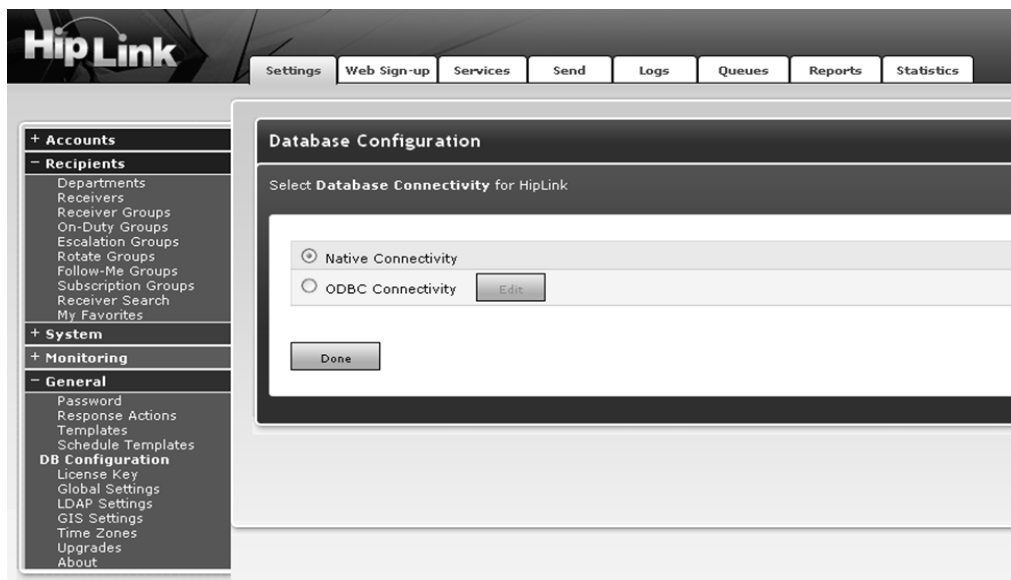 HipLink
Settings Web Sign-up Services Send Logs Queues Reports Statistics
+ Accounts
− Recipients
Departments
Receivers
Receiver Groups
On-Duty Groups
Escalation Groups
Rotate Groups
Follow-Me Groups
Subscription Groups
Receiver Search
My Favorites
+ System
+ Monitoring
− General
Password
Response Actions
Templates
Schedule Templates
DB Configuration
License Key
Global Settings
LDAP Settings
GIS Settings
Time Zones
Upgrades
About
Database Configuration
Select Database Connectivity for HipLink
Native Connectivity
ODBC Connectivity Edit
Done